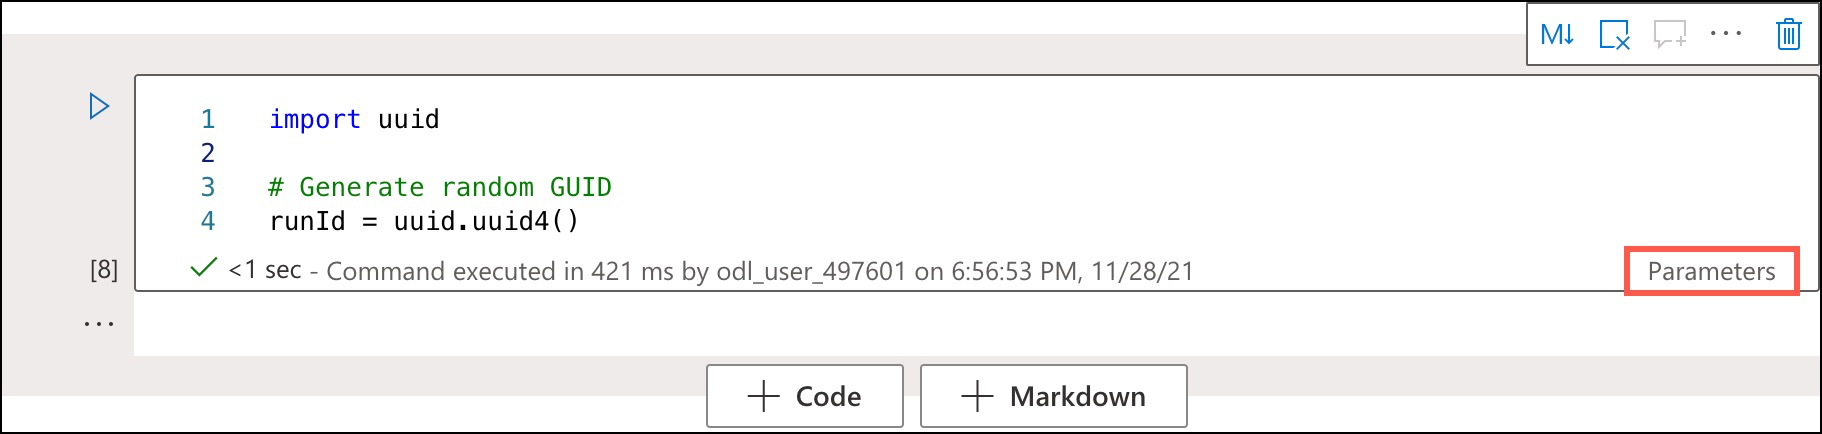 M↓
1 import uuid
2
3 # Generate random GUID
4 runId = uuid.uuid4()
[8] <1 sec - Command executed in 421 ms by odl_user_497601 on 6:56:53 PM, 11/28/21 Parameters
+ Code + Markdown